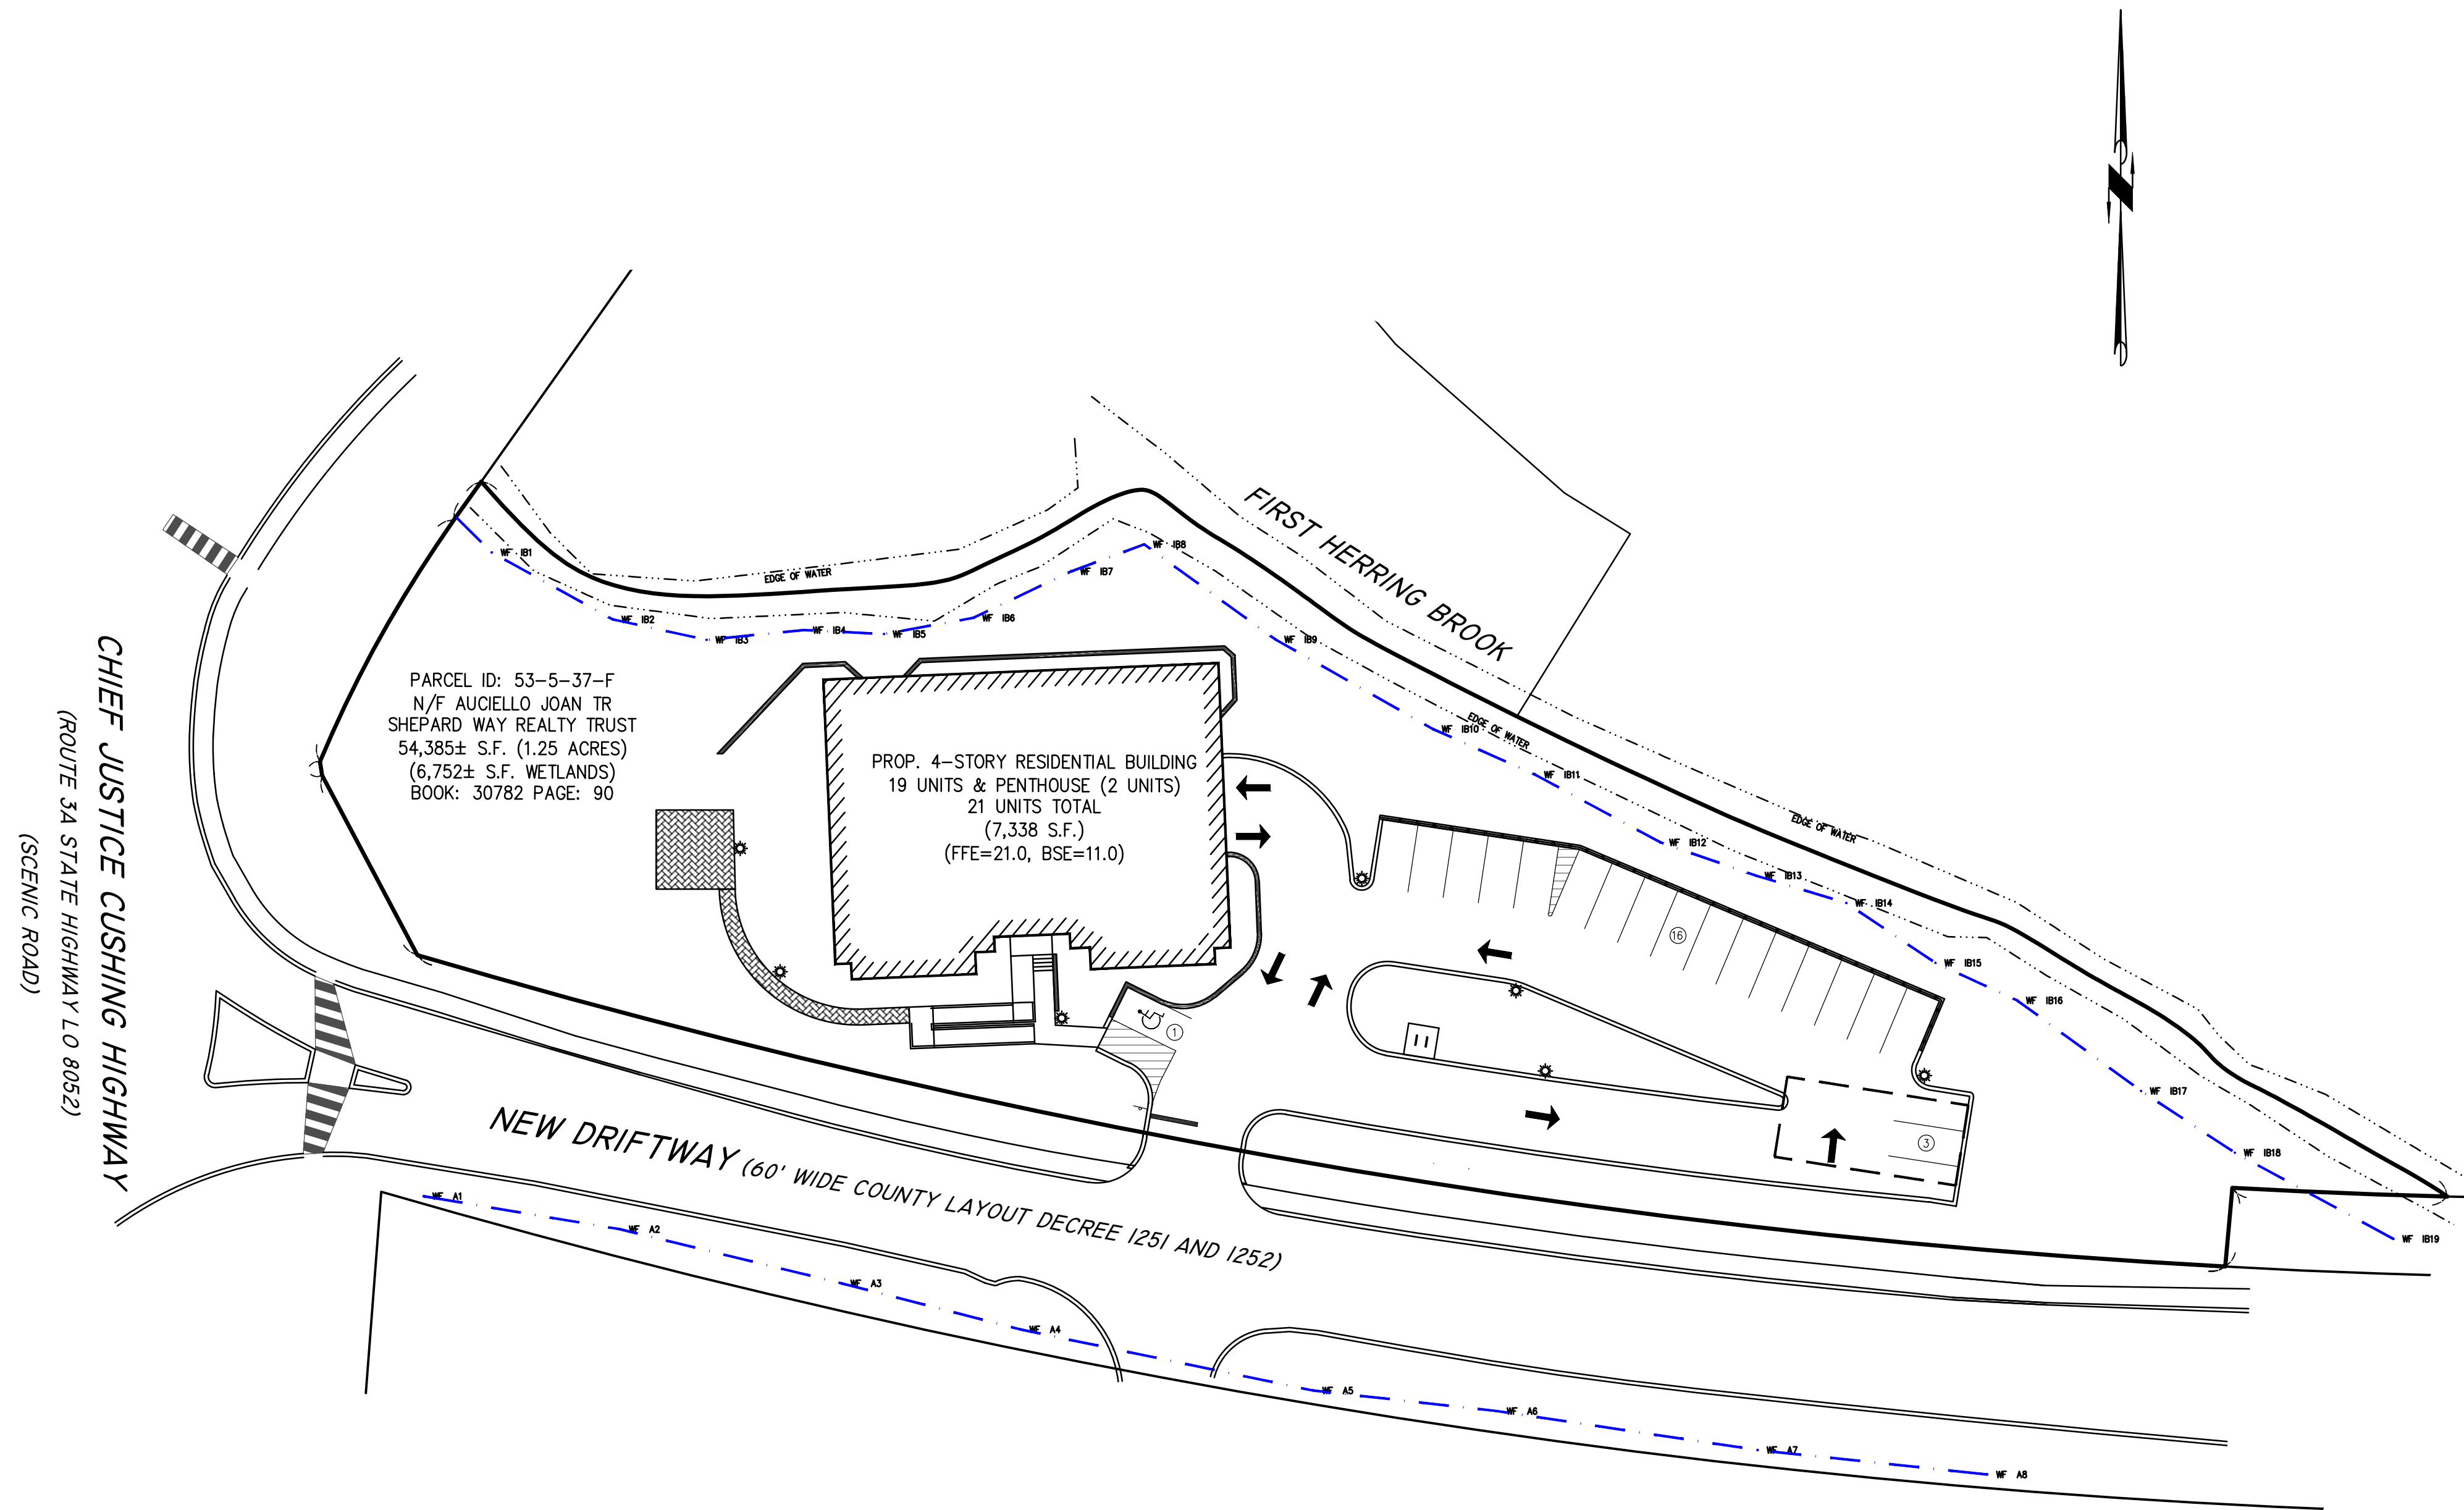 FIRST HERRING BROOK
EDGE OF WATER
EDGE OF WATER
EDGE OF WATER
WF IB1
WF IB2
WF IB3
WF IB4
WF IB5
WF IB6
WF IB7
WF IB8
WF IB9
WF IB10
WF IB11
WF IB12
WF IB13
WF IB14
WF IB15
WF IB16
WF IB17
WF IB18
WF IB19
PARCEL ID: 53-5-37-F
N/F AUCIELLO JOAN TR
SHEPARD WAY REALTY TRUST
54,385± S.F. (1.25 ACRES)
(6,752± S.F. WETLANDS)
BOOK: 30782 PAGE: 90
PROP. 4-STORY RESIDENTIAL BUILDING
19 UNITS & PENTHOUSE (2 UNITS)
21 UNITS TOTAL
(7,338 S.F.)
(FFE=21.0, BSE=11.0)
16
1
3
CHIEF JUSTICE CUSHING HIGHWAY
(ROUTE 3A STATE HIGHWAY LO 8052)
(SCENIC ROAD)
NEW DRIFTWAY (60' WIDE COUNTY LAYOUT DECREE 1251 AND 1252)
WF A1
WF A2
WF A3
WF A4
WF A5
WF A6
WF A7
WF A8
N